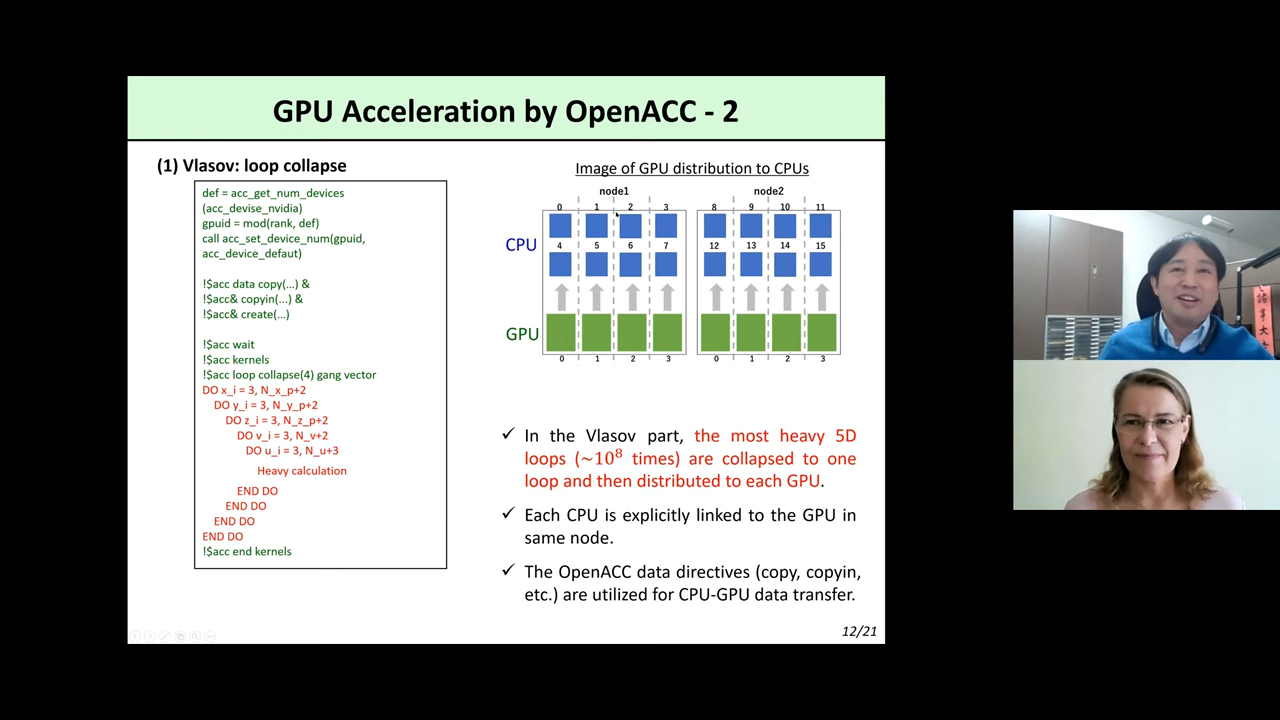 GPU Acceleration by OpenACC - 2
(1) Vlasov: loop collapse
def = acc_get_num_devices
(acc_devise_nvidia)
gpuid = mod(rank, def)
call acc_set_device_num(gpuid,
acc_device_defaut)
!$acc data copy(...) &
!$acc& copyin(...) &
!$acc& create(...)
!$acc wait
!$acc kernels
!$acc loop collapse(4) gang vector
DO x_i = 3, N_x_p+2
DO y_i = 3, N_y_p+2
DO z_i = 3, N_z_p+2
DO v_i = 3, N_v+2
DO u_i = 3, N_u+3
Heavy calculation
END DO
END DO
END DO
END DO
!$acc end kernels
Image of GPU distribution to CPUs
node1 node2
0 1 2 3 8 9 10 11
CPU
4 5 6 7 12 13 14 15
GPU
0 1 2 3 0 1 2 3
✓ In the Vlasov part, the most heavy 5D
loops (~10⁸ times) are collapsed to one
loop and then distributed to each GPU.
✓ Each CPU is explicitly linked to the GPU in
same node.
✓ The OpenACC data directives (copy, copyin,
etc.) are utilized for CPU-GPU data transfer.
12/21